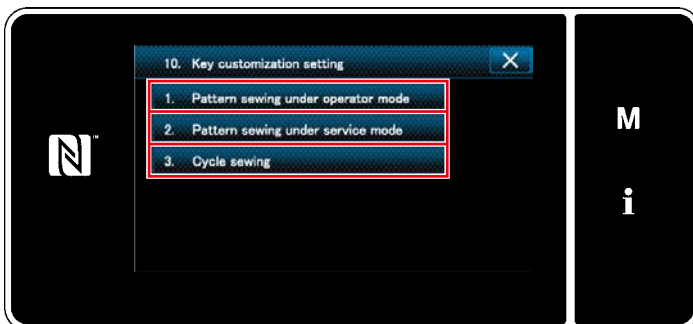 10. Key customization setting
1. Pattern sewing under operator mode
2. Pattern sewing under service mode
3. Cycle sewing
N™
M
i